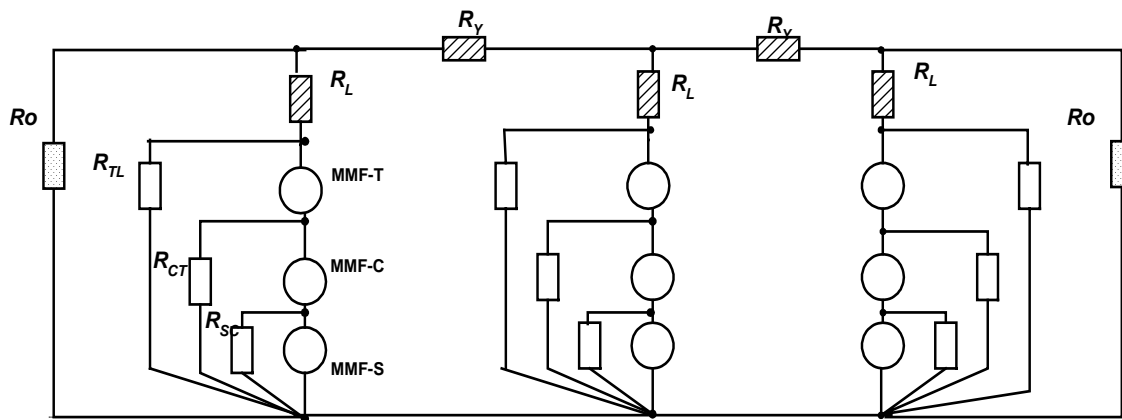 R_Y
R_Y
R_L
R_L
R_L
Ro
Ro
R_TL
MMF-T
R_CT
MMF-C
R_SC
MMF-S